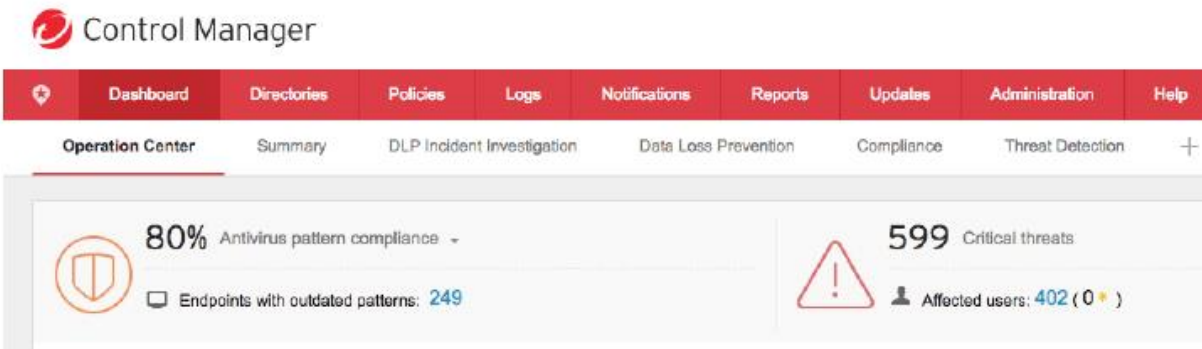 Control Manager
Dashboard Directories Policies Logs Notifications Reports Updates Administration Help
Operation Center Summary DLP Incident Investigation Data Loss Prevention Compliance Threat Detection +
80% Antivirus pattern compliance
Endpoints with outdated patterns: 249
599 Critical threats
Affected users: 402 ( 0 * )